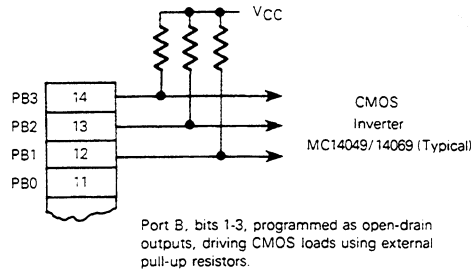 VCC
PB3 14
PB2 13
PB1 12
PB0 11
CMOS
Inverter
MC14049/14069 (Typical)
Port B, bits 1-3, programmed as open-drain
outputs, driving CMOS loads using external
pull-up resistors.